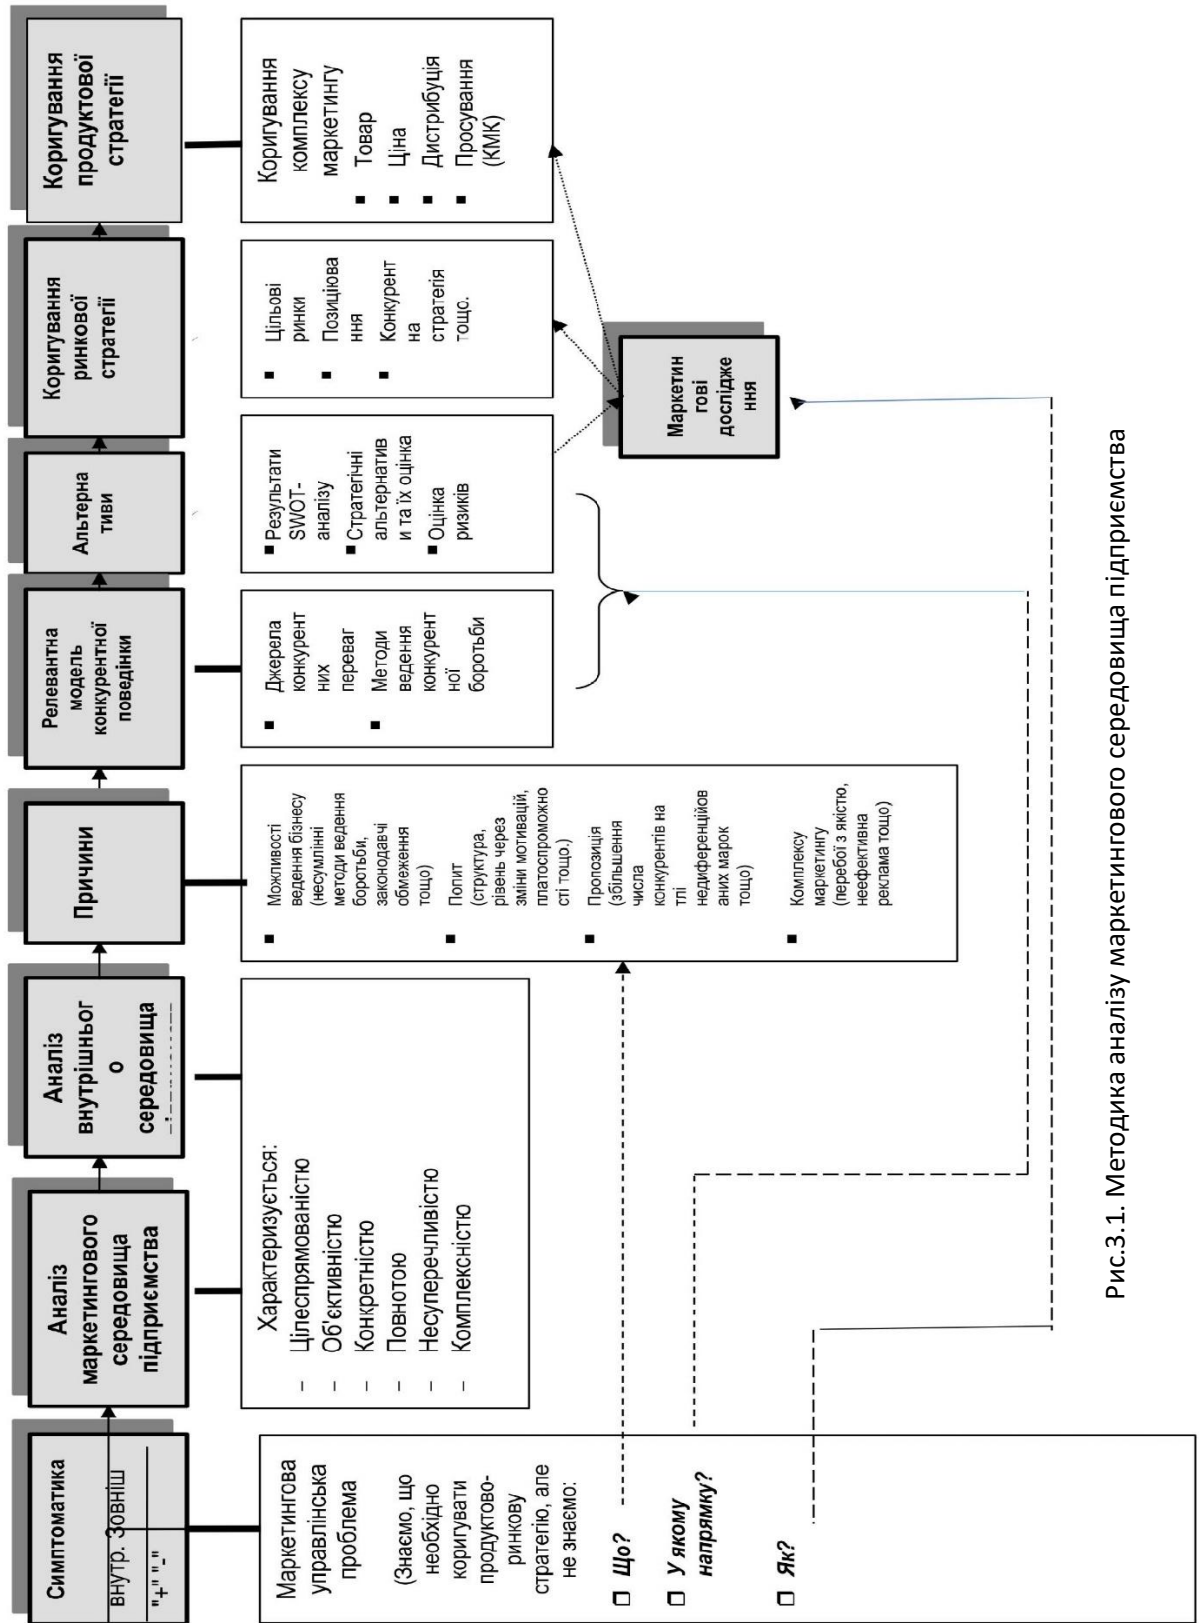 Симптоматика
внутр. Зовніш
"+" "-"
Аналіз
маркетингового
середовища
підприємства
Аналіз
внутрішньог
о
середовища
Причини
Релевантна
модель
конкурентної
поведінки
Альтерна
тиви
Коригування
ринкової
стратегії
Коригування
продуктової
стратегії
Маркетингова
управлінська
проблема
(Знаємо, що
необхідно
коригувати
продуктово-
ринкову
стратегію, але
не знаємо:
❑ Що?
❑ У якому
напрямку?
❑ Як?
Характеризується:
– Цілеспрямованістю
– Об'єктивністю
– Конкретністю
– Повнотою
– Несуперечливістю
– Комплексністю
■ Можливості
ведення бізнесу
(несумлінні
методи ведення
боротьби,
законодавчі
обмеження
тощо)
■ Попит
(структура,
рівень через
зміни мотивацій,
платоспроможно
сті тощо.)
■ Пропозиція
(збільшення
числа
конкурентів на
тлі
недиференційов
аних марок
тощо)
■ Комплексу
маркетингу
(перебої з якістю,
неефективна
реклама тощо)
■ Джерела
конкурент
них
переваг
■ Методи
ведення
конкурент
ної
боротьби
■ Результати
SWOT-
аналізу
■ Стратегічні
альтернатив
и та їх оцінка
■ Оцінка
ризиків
■ Цільові
ринки
■ Позиціюва
ння
■ Конкурент
на
стратегія
тощо.
Коригування
комплексу
маркетингу
■ Товар
■ Ціна
■ Дистрибуція
■ Просування
(КМК)
Маркетин
гові
дослідже
ння
Рис.3.1. Методика аналізу маркетингового середовища підприємства